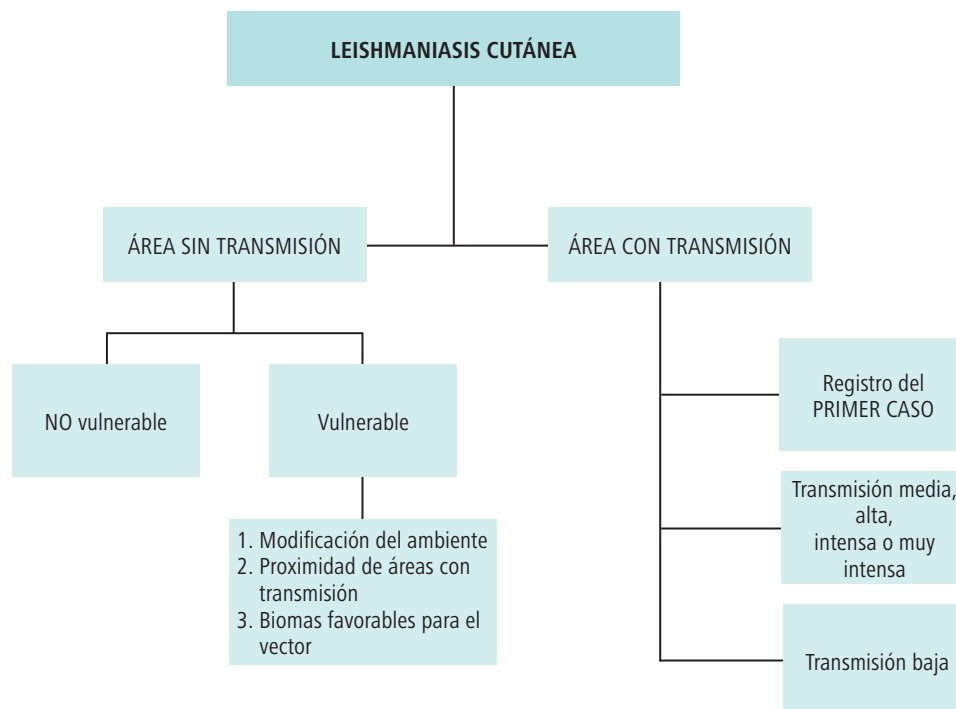 LEISHMANIASIS CUTÁNEA
ÁREA SIN TRANSMISIÓN
ÁREA CON TRANSMISIÓN
NO vulnerable
Vulnerable
1. Modificación del ambiente
2. Proximidad de áreas con
transmisión
3. Biomas favorables para el
vector
Registro del
PRIMER CASO
Transmisión media,
alta,
intensa o muy
intensa
Transmisión baja